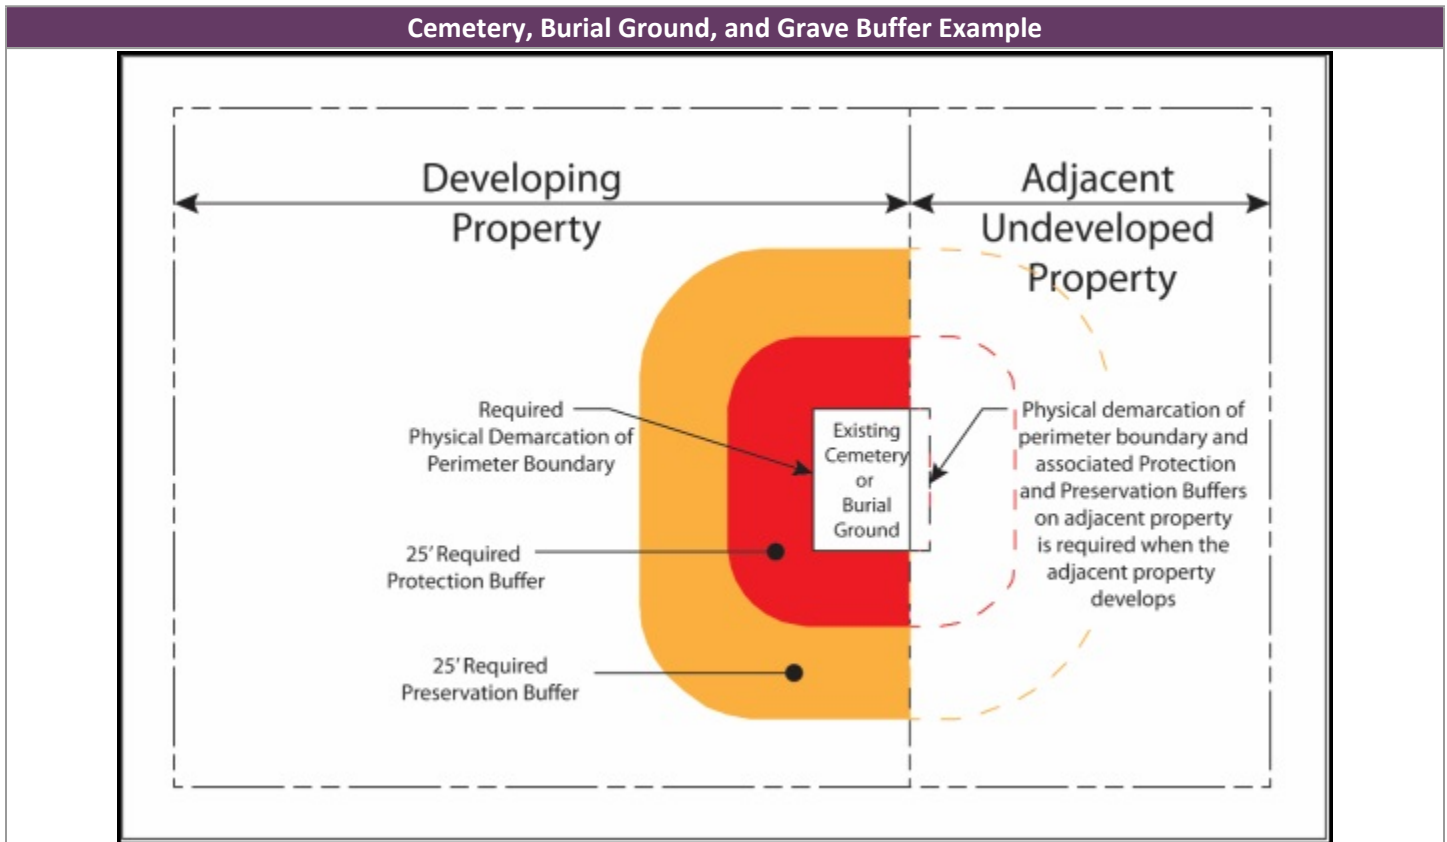 Cemetery, Burial Ground, and Grave Buffer Example
Developing
Property
Adjacent
Undeveloped
Property
Required
Physical Demarcation of
Perimeter Boundary
Existing
Cemetery
or
Burial
Ground
Physical demarcation of
perimeter boundary and
associated Protection
and Preservation Buffers
on adjacent property
is required when the
adjacent property
develops
25' Required
Protection Buffer
25' Required
Preservation Buffer